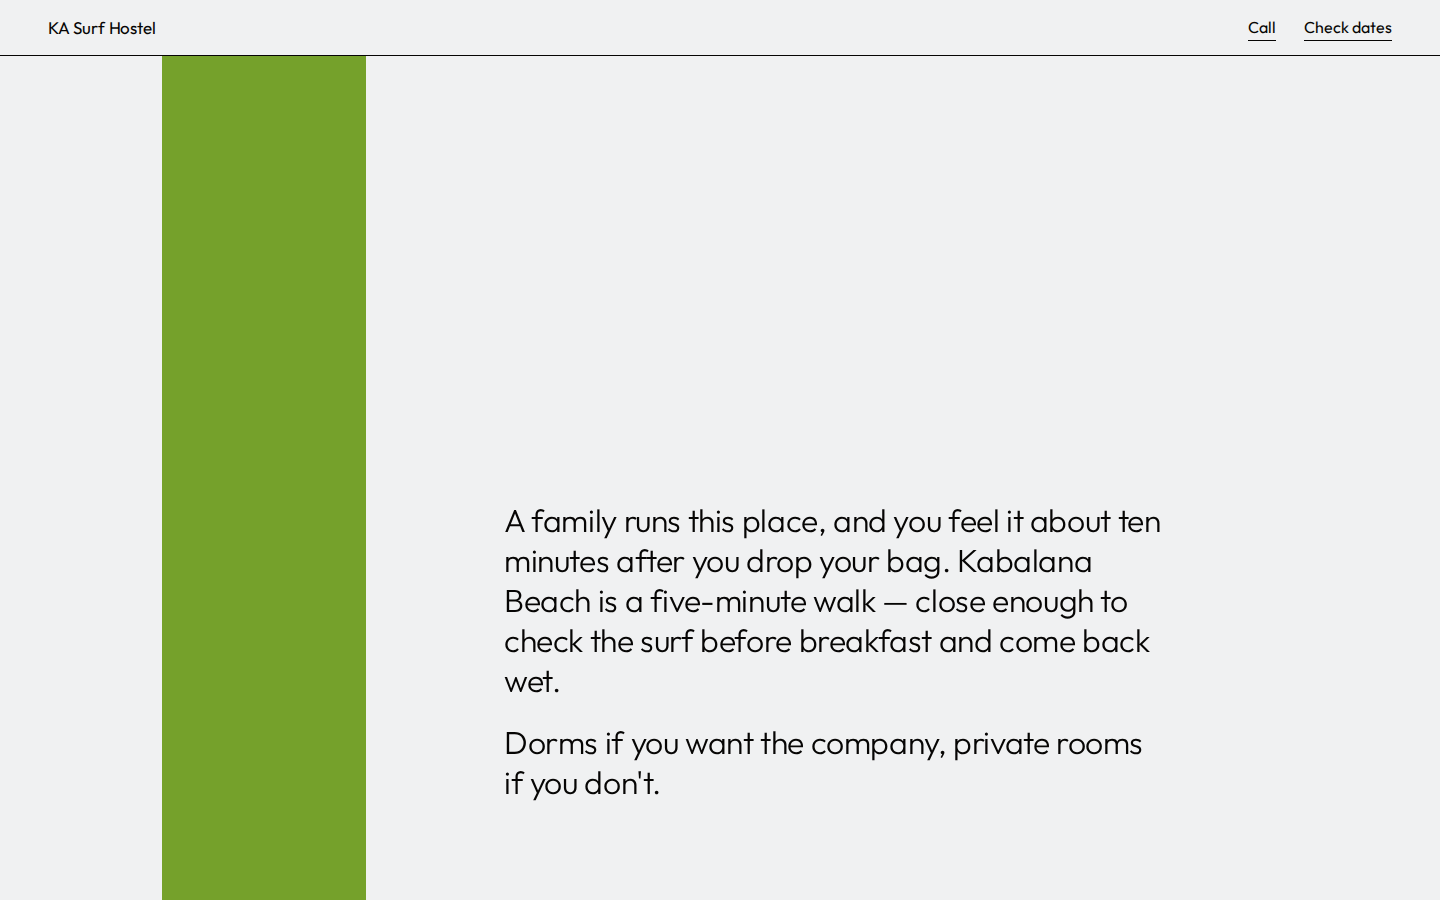 KA Surf Hostel
Call
Check dates
A family runs this place, and you feel it about ten
minutes after you drop your bag. Kabalana
Beach is a five-minute walk — close enough to
check the surf before breakfast and come back
wet.
Dorms if you want the company, private rooms
if you don't.